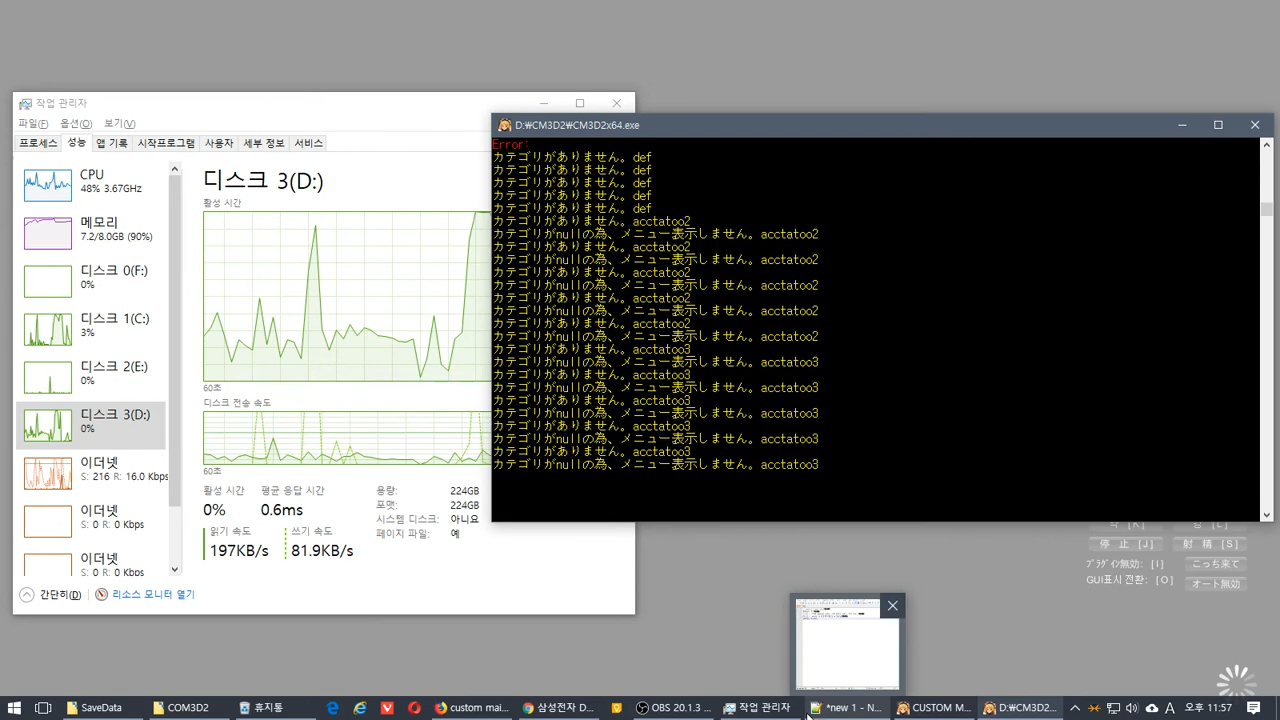 작업 관리자
파일(F) 옵션(O) 보기(V)
프로세스 성능 앱 기록 시작프로그램 사용자 세부 정보 서비스
CPU
48% 3.67GHz
메모리
7.2/8.0GB (90%)
디스크 0(F:)
0%
디스크 1(C:)
3%
디스크 2(E:)
0%
디스크 3(D:)
0%
이더넷
S: 216 R: 16.0 Kbps
이더넷
S: 0 R: 0 Kbps
이더넷
S: 0 R: 0 Kbps
디스크 3(D:)
활성 시간
60초
디스크 전송 속도
60초
활성 시간
0%
평균 응답 시간
0.6ms
읽기 속도
197KB/s
쓰기 속도
81.9KB/s
용량: 224GB
포맷: 224GB
시스템 디스크: 아니요
페이지 파일: 예
간단히(D) 리소스 모니터 열기
D:₩CM3D2₩CM3D2x64.exe
Error:
カテゴリがありません。def
カテゴリがありません。def
カテゴリがありません。def
カテゴリがありません。def
カテゴリがありません。def
カテゴリがありません。acctatoo2
カテゴリがnullの為、メニュー表示しません。acctatoo2
カテゴリがありません。acctatoo2
カテゴリがnullの為、メニュー表示しません。acctatoo2
カテゴリがありません。acctatoo2
カテゴリがnullの為、メニュー表示しません。acctatoo2
カテゴリがありません。acctatoo2
カテゴリがnullの為、メニュー表示しません。acctatoo2
カテゴリがありません。acctatoo2
カテゴリがnullの為、メニュー表示しません。acctatoo2
カテゴリがありません。acctatoo3
カテゴリがnullの為、メニュー表示しません。acctatoo3
カテゴリがありません。acctatoo3
カテゴリがnullの為、メニュー表示しません。acctatoo3
カテゴリがありません。acctatoo3
カテゴリがnullの為、メニュー表示しません。acctatoo3
カテゴリがありません。acctatoo3
カテゴリがnullの為、メニュー表示しません。acctatoo3
カテゴリがありません。acctatoo3
カテゴリがnullの為、メニュー表示しません。acctatoo3
[K] [L]
停 止 [J] 射 精 [S]
ﾌﾟﾗｸﾞｲﾝ無効: [I] こっち来て
GUI表示 전환: [O] オート無効
SaveData COM3D2 휴지통 custom mai... 삼성전자 D... OBS 20.1.3 ... 작업 관리자 *new 1 - N... CUSTOM M... D:₩CM3D2... A 오후 11:57